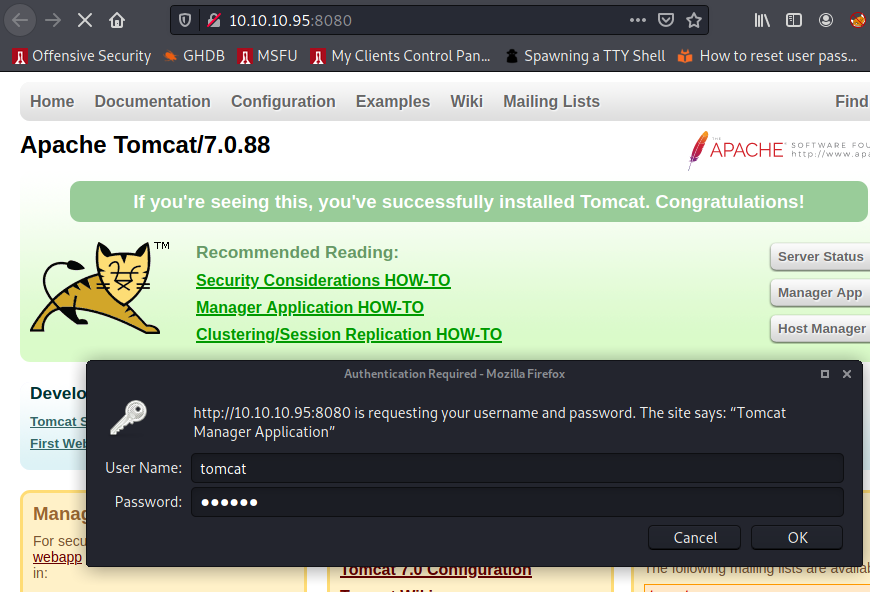 10.10.10.95:8080
Offensive Security GHDB MSFU My Clients Control Pan... Spawning a TTY Shell How to reset user pass...
Home Documentation Configuration Examples Wiki Mailing Lists Find
Apache Tomcat/7.0.88
THE
APACHE® SOFTWARE FOU
http://www.apa
If you're seeing this, you've successfully installed Tomcat. Congratulations!
TM
Recommended Reading:
Security Considerations HOW-TO
Manager Application HOW-TO
Clustering/Session Replication HOW-TO
Server Status
Manager App
Host Manager
Authentication Required - Mozilla Firefox
http://10.10.10.95:8080 is requesting your username and password. The site says: “Tomcat
Manager Application”
User Name: tomcat
Password: ●●●●●●
Cancel OK
Develo
Tomcat S
First Web
Manag
For secu
webapp
in:
Tomcat 7.0 Configuration
The following mailing lists are availab